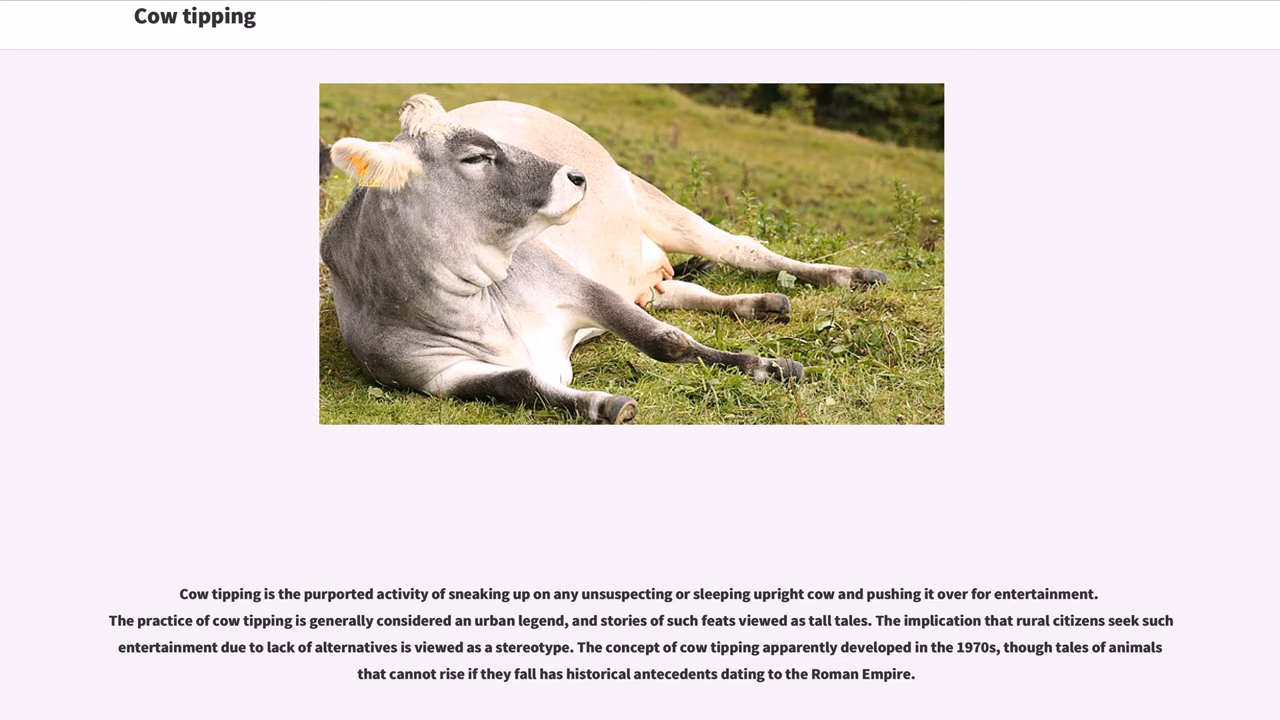 Cow tipping
Cow tipping is the purported activity of sneaking up on any unsuspecting or sleeping upright cow and pushing it over for entertainment.
The practice of cow tipping is generally considered an urban legend, and stories of such feats viewed as tall tales. The implication that rural citizens seek such
entertainment due to lack of alternatives is viewed as a stereotype. The concept of cow tipping apparently developed in the 1970s, though tales of animals
that cannot rise if they fall has historical antecedents dating to the Roman Empire.